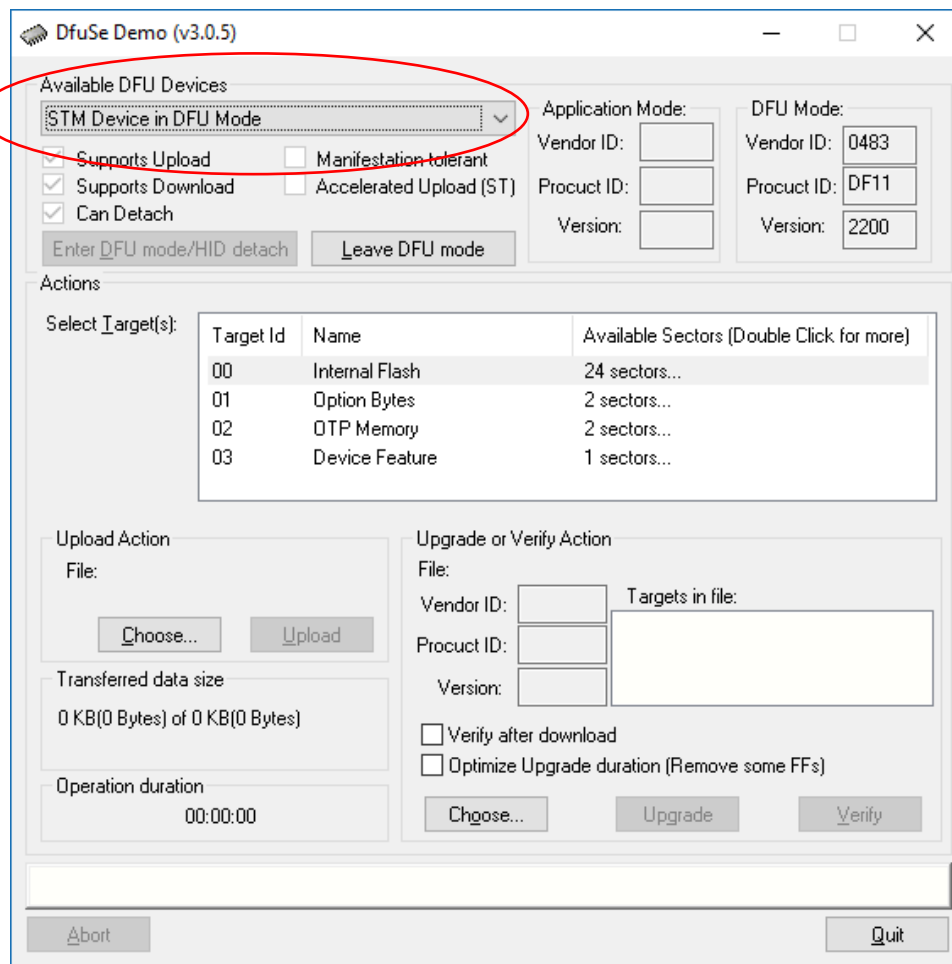 DfuSe Demo (v3.0.5)
Available DFU Devices
STM Device in DFU Mode
Supports Upload
Manifestation tolerant
Supports Download
Accelerated Upload (ST)
Can Detach
Enter DFU mode/HID detach
Leave DFU mode
Application Mode:
Vendor ID:
Procuct ID:
Version:
DFU Mode:
Vendor ID: 0483
Procuct ID: DF11
Version: 2200
Actions
Select Target(s):
Target Id Name Available Sectors (Double Click for more)
00 Internal Flash 24 sectors...
01 Option Bytes 2 sectors...
02 OTP Memory 2 sectors...
03 Device Feature 1 sectors...
Upload Action
File:
Choose... Upload
Transferred data size
0 KB(0 Bytes) of 0 KB(0 Bytes)
Operation duration
00:00:00
Upgrade or Verify Action
File:
Vendor ID:
Procuct ID:
Version:
Targets in file:
Verify after download
Optimize Upgrade duration (Remove some FFs)
Choose... Upgrade Verify
Abort Quit